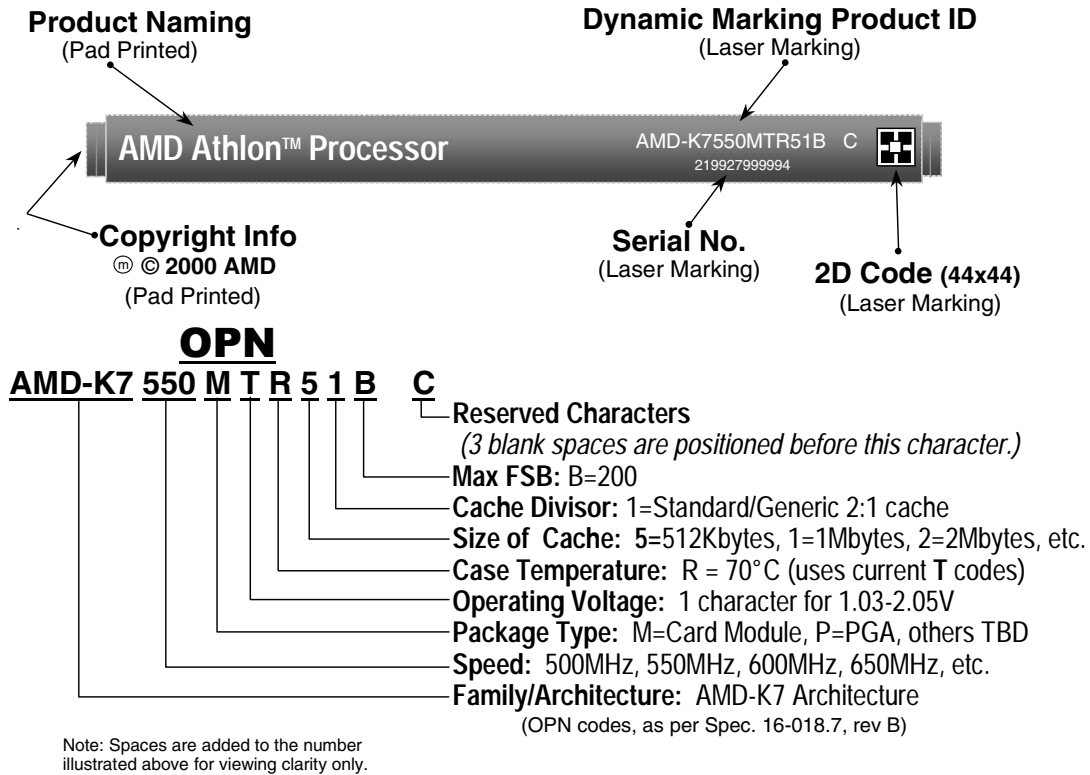 Product Naming
(Pad Printed)
Dynamic Marking Product ID
(Laser Marking)
AMD Athlon™ Processor
AMD-K7550MTR51B C
219927999994
Copyright Info
ⓜ © 2000 AMD
(Pad Printed)
Serial No.
(Laser Marking)
2D Code (44x44)
(Laser Marking)
OPN
AMD-K7 550 M T R 5 1 B C
Reserved Characters
(3 blank spaces are positioned before this character.)
Max FSB: B=200
Cache Divisor: 1=Standard/Generic 2:1 cache
Size of Cache: 5=512Kbytes, 1=1Mbytes, 2=2Mbytes, etc.
Case Temperature: R = 70°C (uses current T codes)
Operating Voltage: 1 character for 1.03-2.05V
Package Type: M=Card Module, P=PGA, others TBD
Speed: 500MHz, 550MHz, 600MHz, 650MHz, etc.
Family/Architecture: AMD-K7 Architecture
(OPN codes, as per Spec. 16-018.7, rev B)
Note: Spaces are added to the number
illustrated above for viewing clarity only.